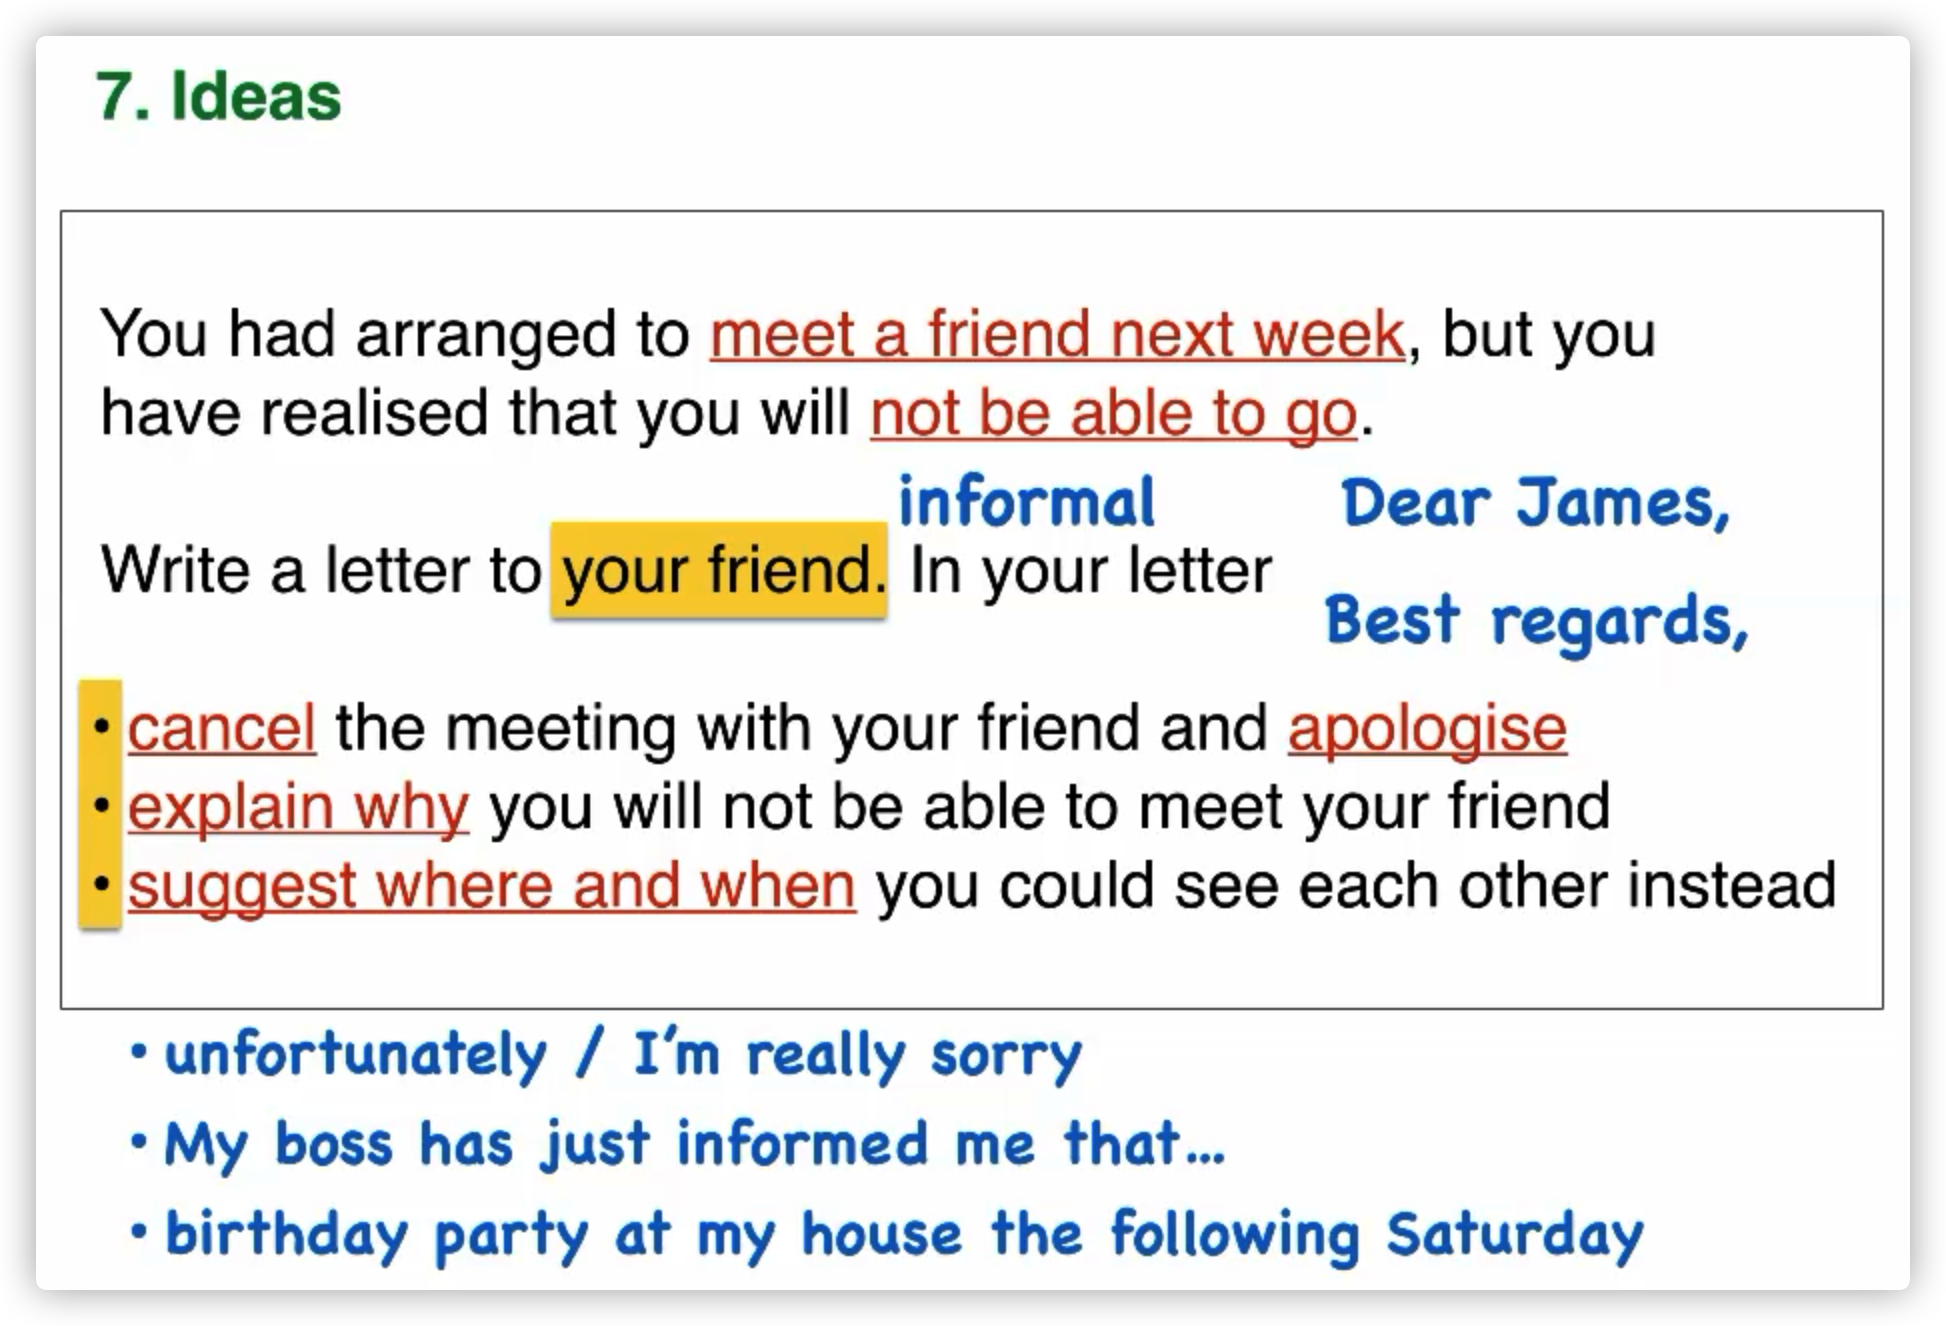 7. Ideas
You had arranged to meet a friend next week, but you
have realised that you will not be able to go.
informal
Dear James,
Write a letter to your friend. In your letter
Best regards,
• cancel the meeting with your friend and apologise
• explain why you will not be able to meet your friend
• suggest where and when you could see each other instead
• unfortunately / I'm really sorry
• My boss has just informed me that...
• birthday party at my house the following Saturday